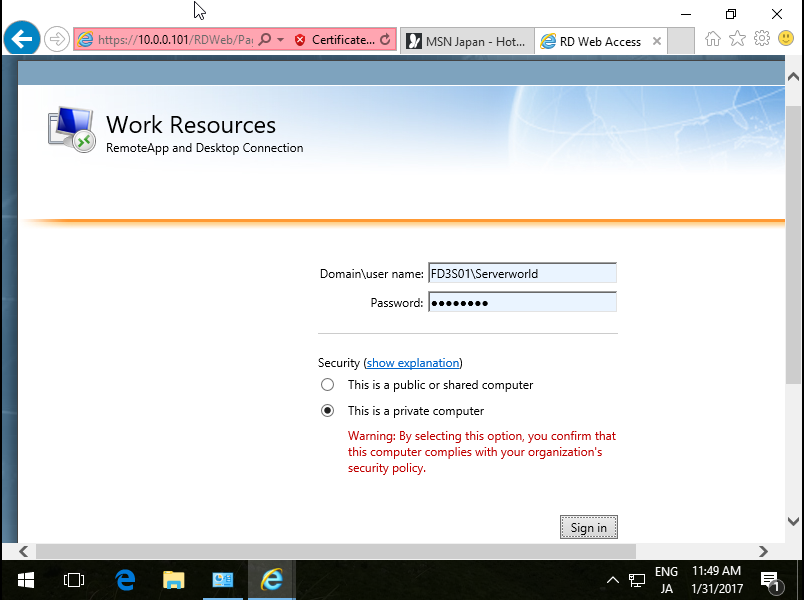 https://10.0.0.101/RDWeb/Pa
Certificate...
MSN Japan - Hot...
RD Web Access
Work Resources
RemoteApp and Desktop Connection
Domain\user name:
FD3S01\Serverworld
Password:
●●●●●●●●
Security (show explanation)
This is a public or shared computer
This is a private computer
Warning: By selecting this option, you confirm that
this computer complies with your organization's
security policy.
Sign in
ENG
JA
11:49 AM
1/31/2017
1